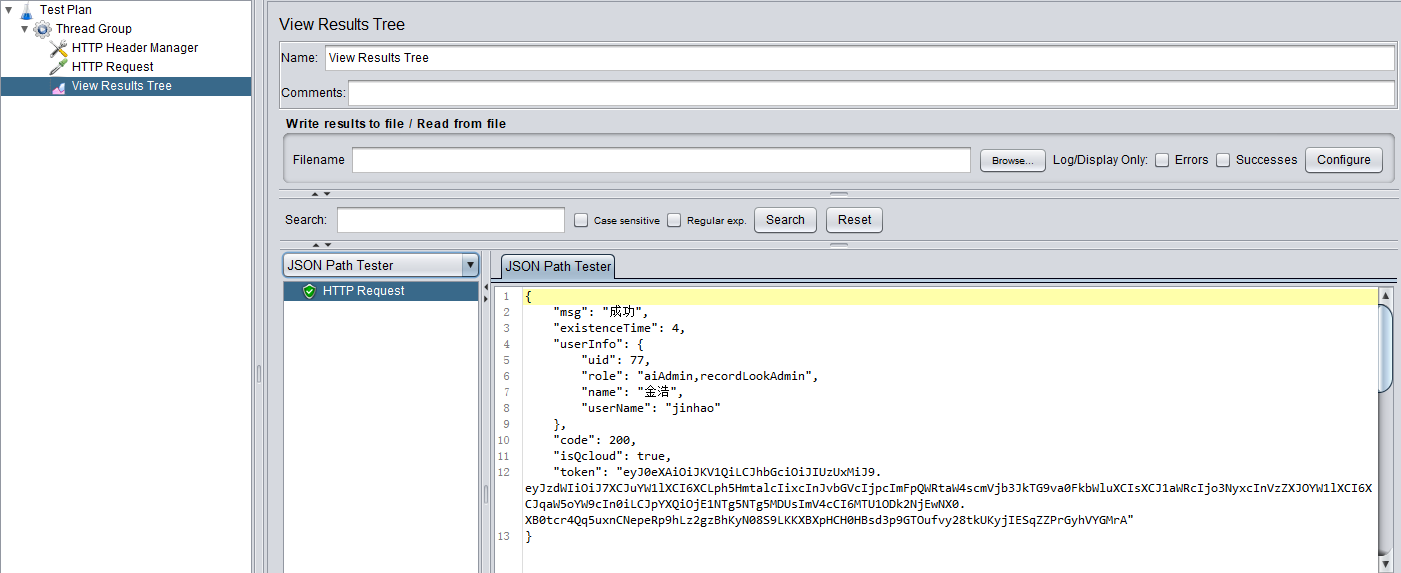 Test Plan
Thread Group
HTTP Header Manager
HTTP Request
View Results Tree
View Results Tree
Name: View Results Tree
Comments:
Write results to file / Read from file
Filename Browse... Log/Display Only: Errors Successes Configure
Search: Case sensitive Regular exp. Search Reset
JSON Path Tester
HTTP Request
JSON Path Tester
1 {
2 "msg": "成功",
3 "existenceTime": 4,
4 "userInfo": {
5 "uid": 77,
6 "role": "aiAdmin,recordLookAdmin",
7 "name": "金浩",
8 "userName": "jinhao"
9 },
10 "code": 200,
11 "isQcloud": true,
12 "token": "eyJ0eXAiOiJKV1QiLCJhbGciOiJIUzUxMiJ9.
eyJzdWIiOiJ7XCJuYW1lXCI6XCLph5HmtalcIixcInJvbGVcIjpcImFpQWRtaW4scmVjb3JkTG9va0FkbWluXCIsXCJ1aWRcIjo3NyxcInVzZXJOYW1lXCI6X
CJqaW5oYW9cIn0iLCJpYXQiOjE1NTg5NTg5MDUsImV4cCI6MTU1ODk2NjEwNX0.
XB0tcr4Qq5uxnCNepeRp9hLz2gzBhKyN08S9LKKXBXpHCH0HBsd3p9GTOufvy28tkUKyjIESqZZPrGyhVYGMrA"
13 }